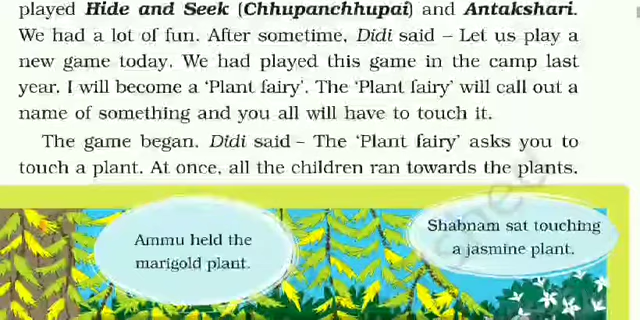 played Hide and Seek (Chhupanchhupai) and Antakshari.
We had a lot of fun. After sometime, Didi said – Let us play a
new game today. We had played this game in the camp last
year. I will become a ‘Plant fairy’. The ‘Plant fairy’ will call out a
name of something and you all will have to touch it.
The game began. Didi said – The ‘Plant fairy’ asks you to
touch a plant. At once, all the children ran towards the plants.
Ammu held the
marigold plant.
Shabnam sat touching
a jasmine plant.